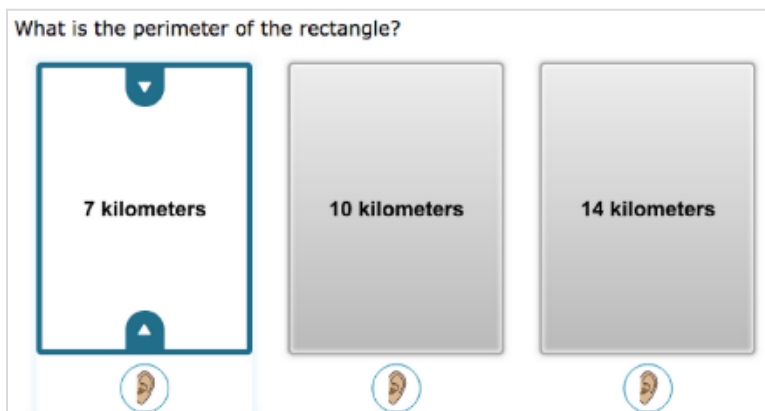 What is the perimeter of the rectangle?
7 kilometers
10 kilometers
14 kilometers